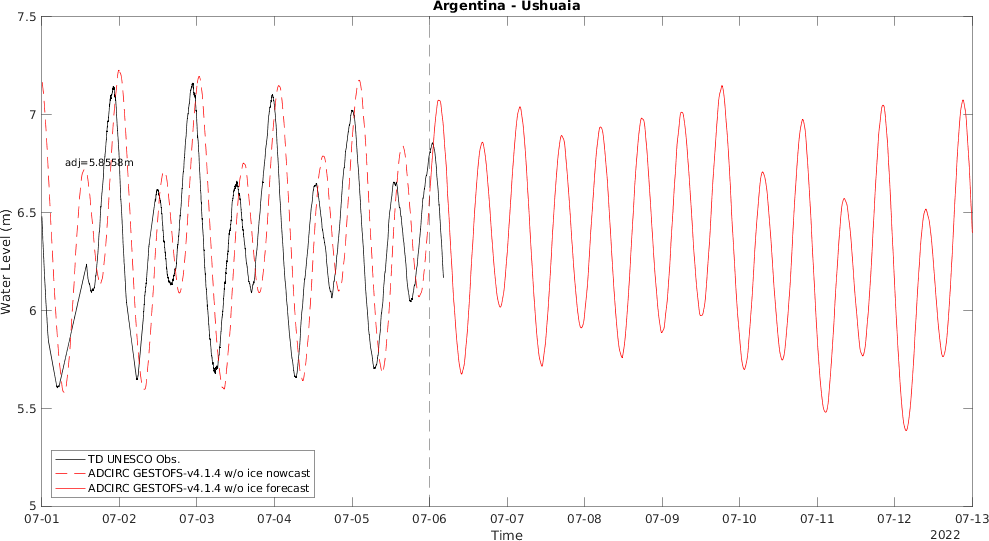 Argentina - Ushuaia
Water Level (m)
7.5
7
6.5
6
5.5
5
adj=5.8558m
TD UNESCO Obs.
ADCIRC GESTOFS-v4.1.4 w/o ice nowcast
ADCIRC GESTOFS-v4.1.4 w/o ice forecast
07-01 07-02 07-03 07-04 07-05 07-06 07-07 07-08 07-09 07-10 07-11 07-12 07-13
Time
2022